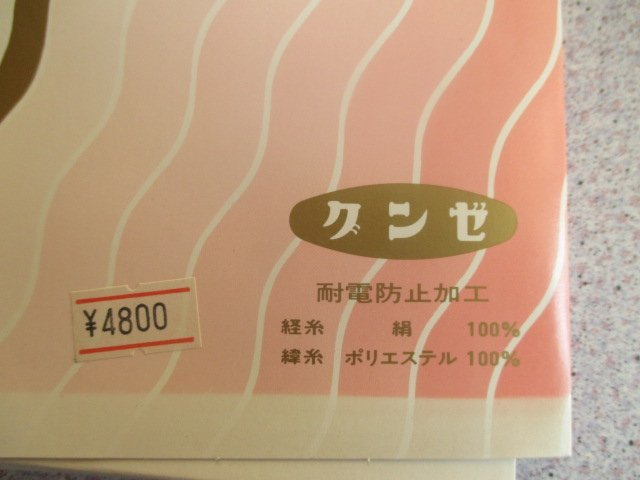 グンゼ
耐電防止加工
経糸 絹 100%
緯糸 ポリエステル 100%
¥4800